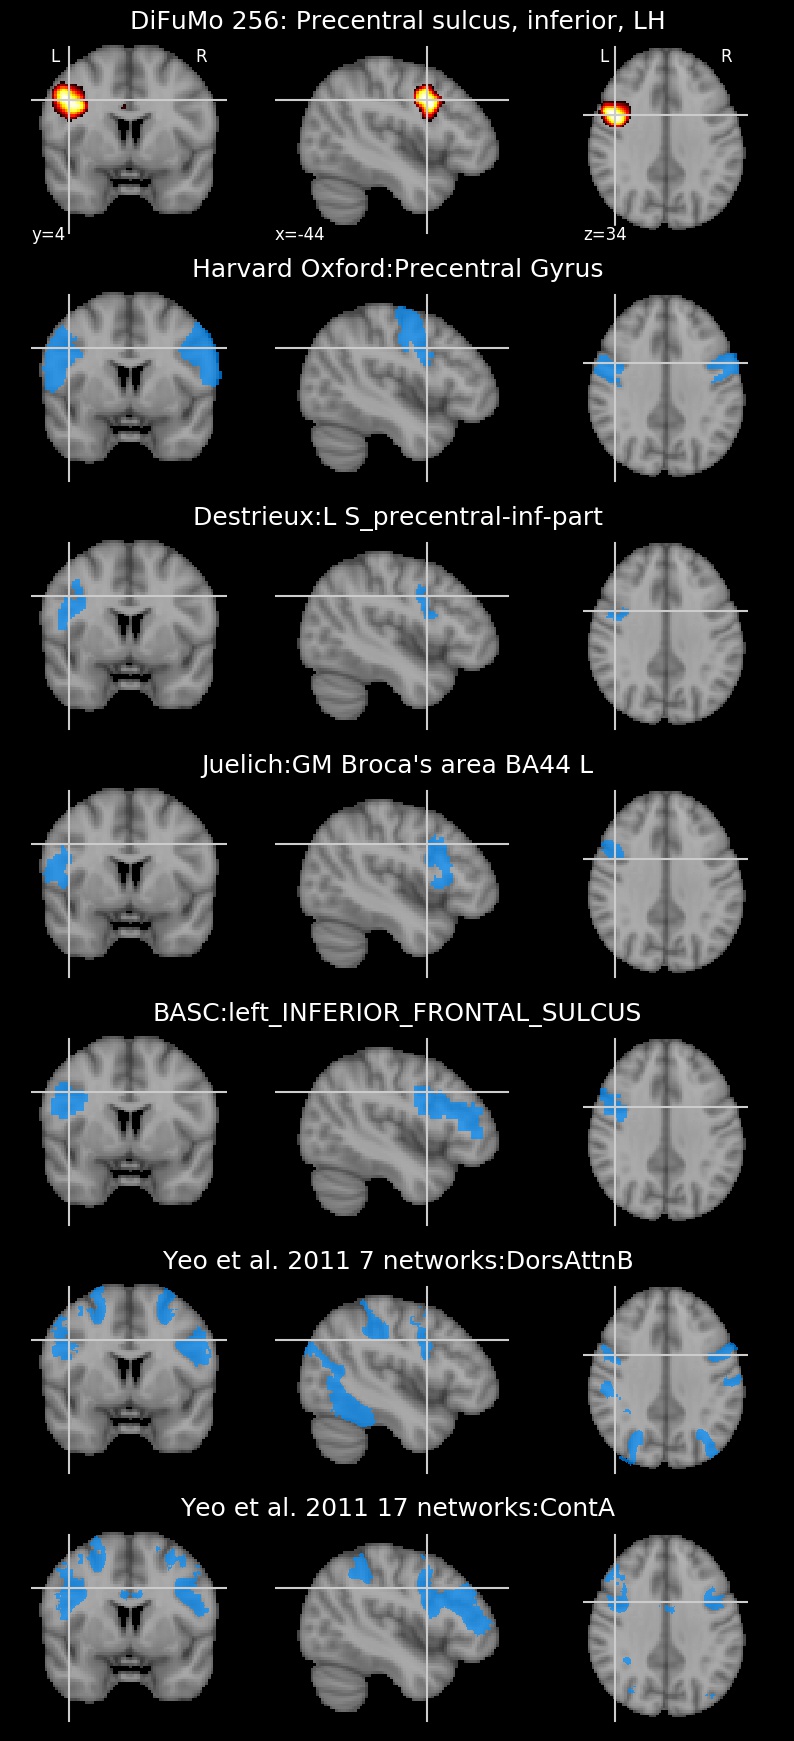 DiFuMo 256: Precentral sulcus, inferior, LH
L R L R
y=4 x=-44 z=34
Harvard Oxford:Precentral Gyrus
Destrieux:L S_precentral-inf-part
Juelich:GM Broca's area BA44 L
BASC:left_INFERIOR_FRONTAL_SULCUS
Yeo et al. 2011 7 networks:DorsAttnB
Yeo et al. 2011 17 networks:ContA